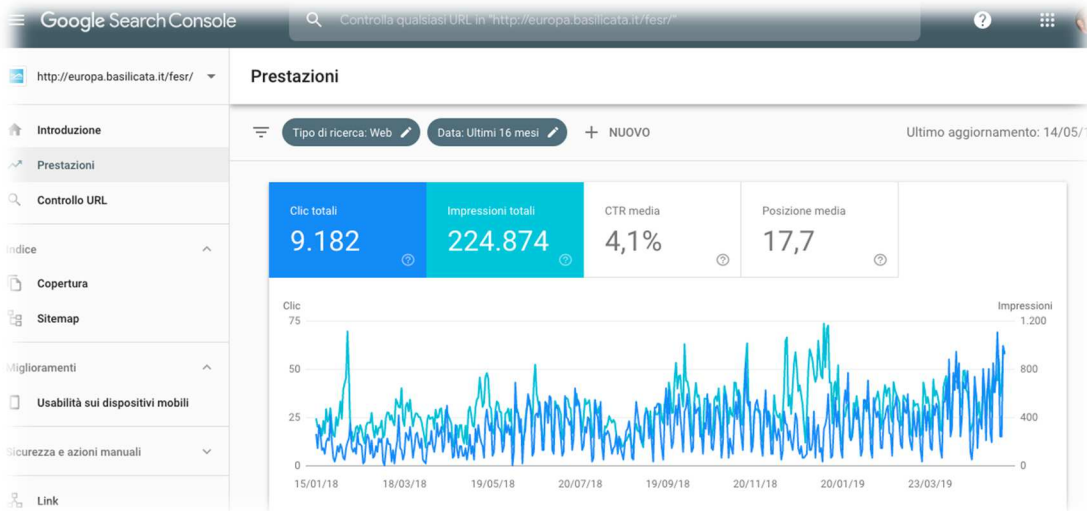 Google Search Console
Controlla qualsiasi URL in "http://europa.basilicata.it/fesr/"
http://europa.basilicata.it/fesr/
Prestazioni
Introduzione
Prestazioni
Controllo URL
Indice
Copertura
Sitemap
Miglioramenti
Usabilità sui dispositivi mobili
Sicurezza e azioni manuali
Link
Tipo di ricerca: Web
Data: Ultimi 16 mesi
NUOVO
Ultimo aggiornamento: 14/05/
Clic totali
9.182
Impressioni totali
224.874
CTR media
4,1%
Posizione media
17,7
Clic
Impressioni
75
1.200
50
800
25
400
0
0
15/01/18 18/03/18 19/05/18 20/07/18 19/09/18 20/11/18 20/01/19 23/03/19